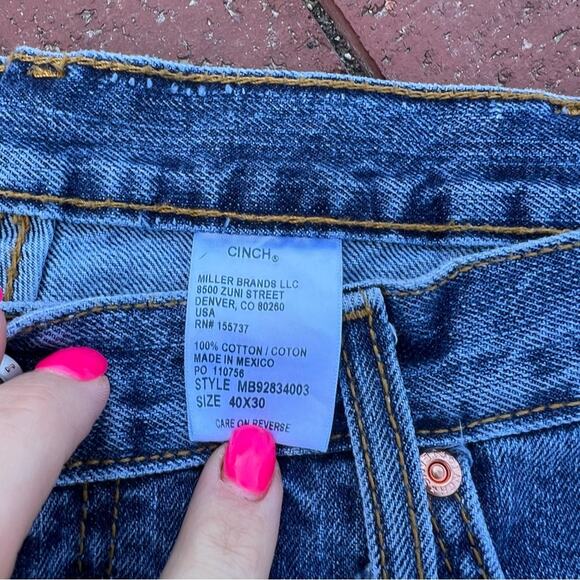 CINCH®
MILLER BRANDS LLC
8500 ZUNI STREET
DENVER, CO 80260
USA
RN# 155737
100% COTTON / COTON
MADE IN MEXICO
PO 110756
STYLE MB92834003
SIZE 40X30
CARE ON REVERSE